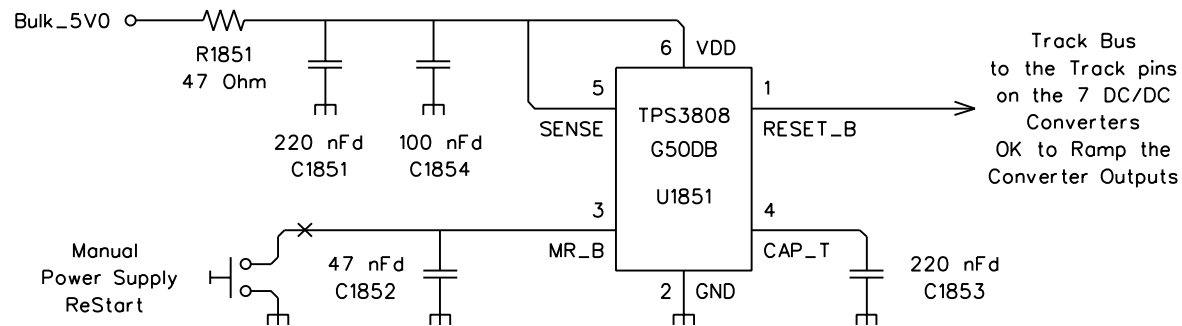 Bulk_5V0
R1851
47 Ohm
220 nFd
C1851
100 nFd
C1854
6 VDD
5
SENSE
TPS3808
G50DB
U1851
1
RESET_B
Track Bus
to the Track pins
on the 7 DC/DC
Converters
OK to Ramp the
Converter Outputs
3
MR_B
4
CAP_T
Manual
Power Supply
ReStart
47 nFd
C1852
2 GND
220 nFd
C1853